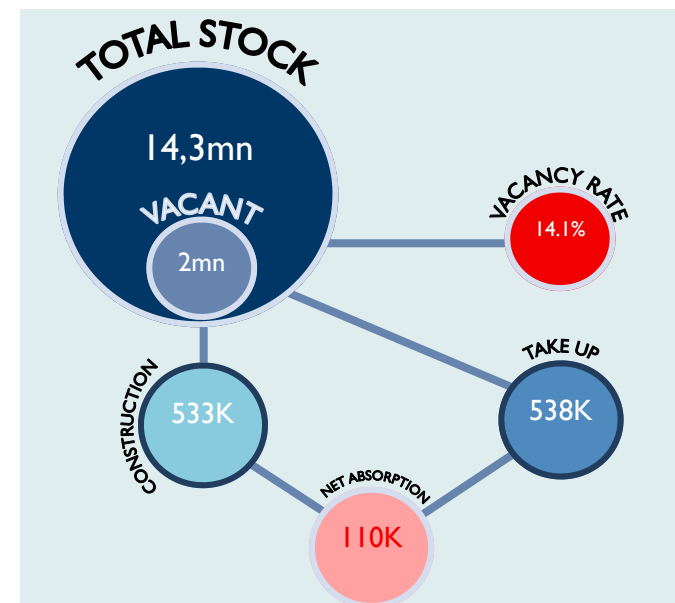 TOTAL STOCK
14,3mn
VACANT
2mn
VACANCY RATE
14.1%
TAKE UP
538K
CONSTRUCTION
533K
NET ABSORPTION
110K